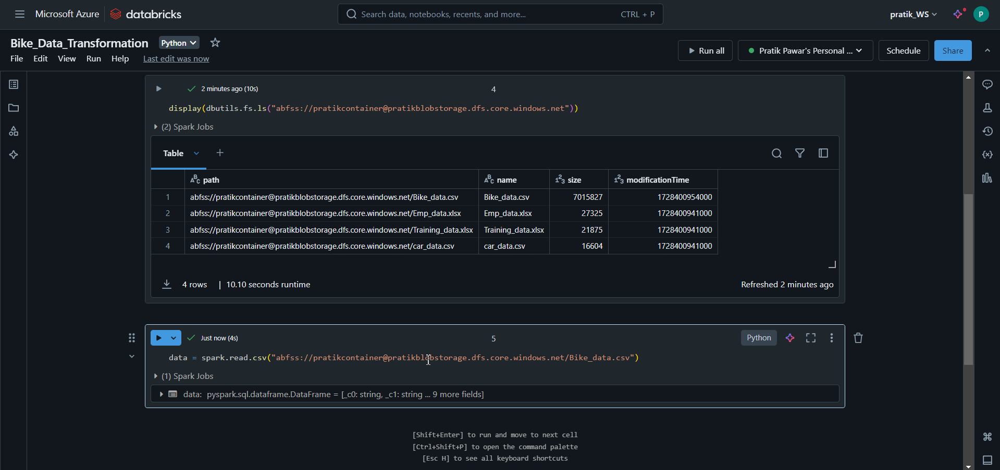 Microsoft Azure databricks Search data, notebooks, recents, and more... CTRL + P pratik_WS P
Bike_Data_Transformation Python
File Edit View Run Help Last edit was now Run all Pratik Pawar's Personal ... Schedule Share
2 minutes ago (10s) 4
display(dbutils.fs.ls("abfss://pratikcontainer@pratikblobstorage.dfs.core.windows.net"))
(2) Spark Jobs
Table +
ABC path ABC name 123 size 123 modificationTime
1 abfss://pratikcontainer@pratikblobstorage.dfs.core.windows.net/Bike_data.csv Bike_data.csv 7015827 1728400954000
2 abfss://pratikcontainer@pratikblobstorage.dfs.core.windows.net/Emp_data.xlsx Emp_data.xlsx 27325 1728400941000
3 abfss://pratikcontainer@pratikblobstorage.dfs.core.windows.net/Training_data.xlsx Training_data.xlsx 21875 1728400941000
4 abfss://pratikcontainer@pratikblobstorage.dfs.core.windows.net/car_data.csv car_data.csv 16604 1728400941000
4 rows | 10.10 seconds runtime Refreshed 2 minutes ago
Just now (4s) 5 Python
data = spark.read.csv("abfss://pratikcontainer@pratikblobstorage.dfs.core.windows.net/Bike_data.csv")
(1) Spark Jobs
data: pyspark.sql.dataframe.DataFrame = [_c0: string, _c1: string ... 9 more fields]
[Shift+Enter] to run and move to next cell
[Ctrl+Shift+P] to open the command palette
[Esc H] to see all keyboard shortcuts